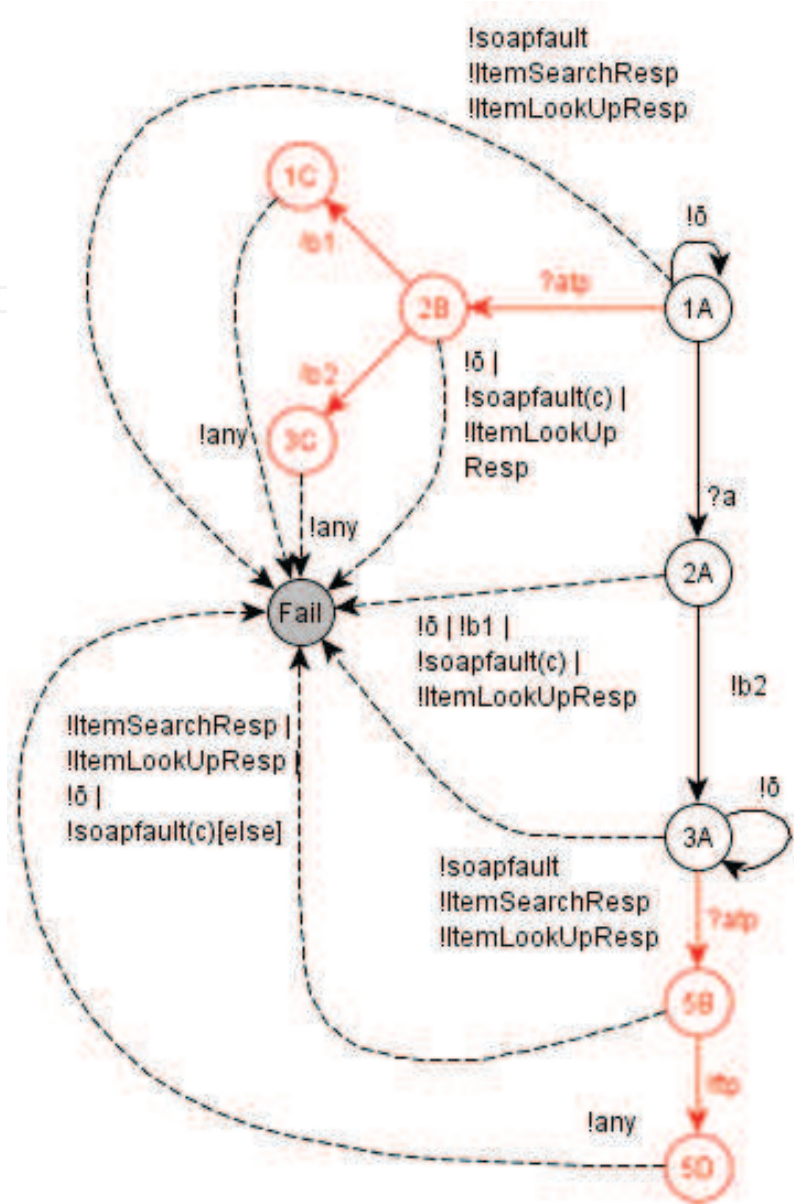 !soapfault
!ItemSearchResp
!ItemLookUpResp
1C
!δ
!b1
?atp
2B
1A
!δ |
!soapfault(c) |
!ItemLookUp
Resp
!b2
3C
!any
!any
?a
2A
Fail
!δ | !b1 |
!soapfault(c) |
!ItemLookUpResp
!b2
!ItemSearchResp |
!ItemLookUpResp |
!δ |
!soapfault(c)[else]
!δ
3A
!soapfault
!ItemSearchResp
!ItemLookUpResp
?atp
5B
!any
5D